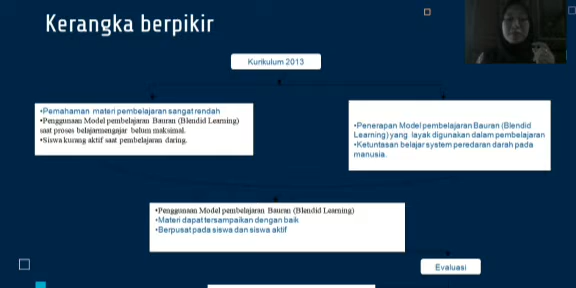 Kerangka berpikir
Kurikulum 2013
•Pemahaman materi pembelajaran sangat rendah
•Penggunaan Model pembelajaran Bauran (Blendid Learning)
saat proses belajarmengajar belum maksimal.
•Siswa kurang aktif saat pembelajaran daring.
•Penerapan Model pembelajaran Bauran (Blendid
Learning) yang layak digunakan dalam pembelajaran
•Ketuntasan belajar system peredaran darah pada
manusia.
•Penggunaan Model pembelajaran Bauran (Blendid Learning)
•Materi dapat tersampaikan dengan baik
•Berpusat pada siswa dan siswa aktif
Evaluasi